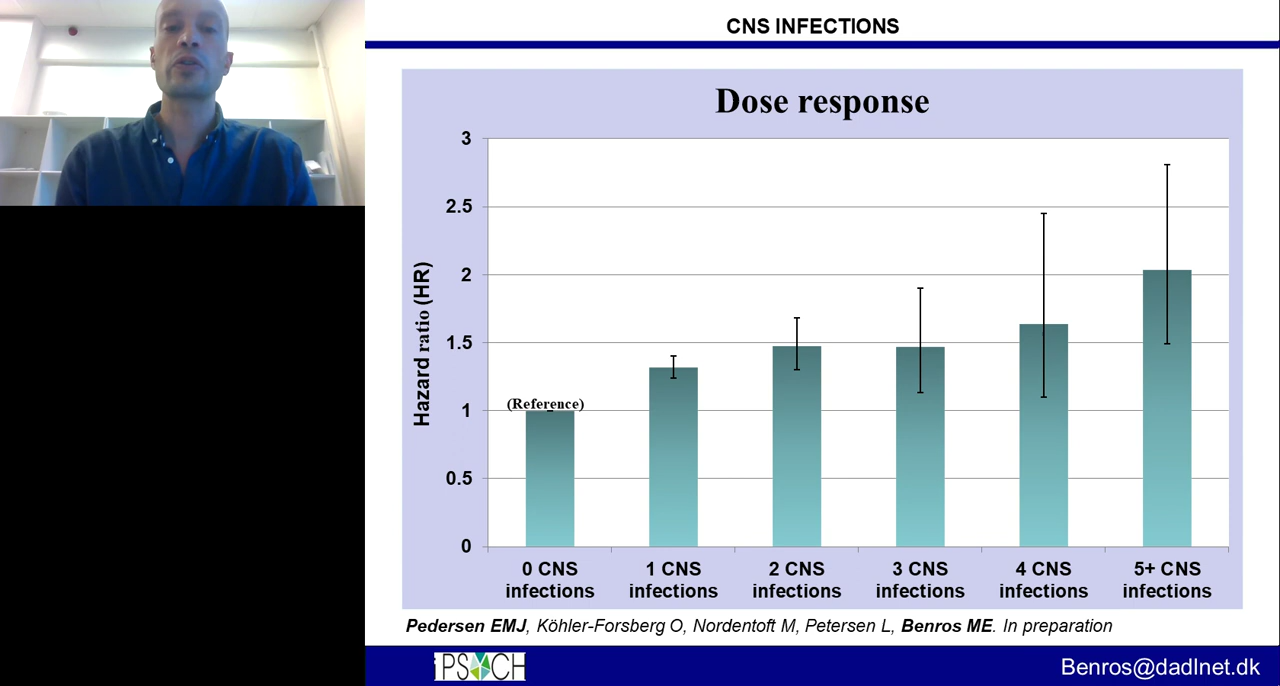 CNS INFECTIONS
Dose response
Hazard ratio (HR)
3
2.5
2
1.5
1
0.5
0
(Reference)
0 CNS infections
1 CNS infections
2 CNS infections
3 CNS infections
4 CNS infections
5+ CNS infections
Pedersen EMJ, Köhler-Forsberg O, Nordentoft M, Petersen L, Benros ME. In preparation
iPSYCH
Benros@dadlnet.dk